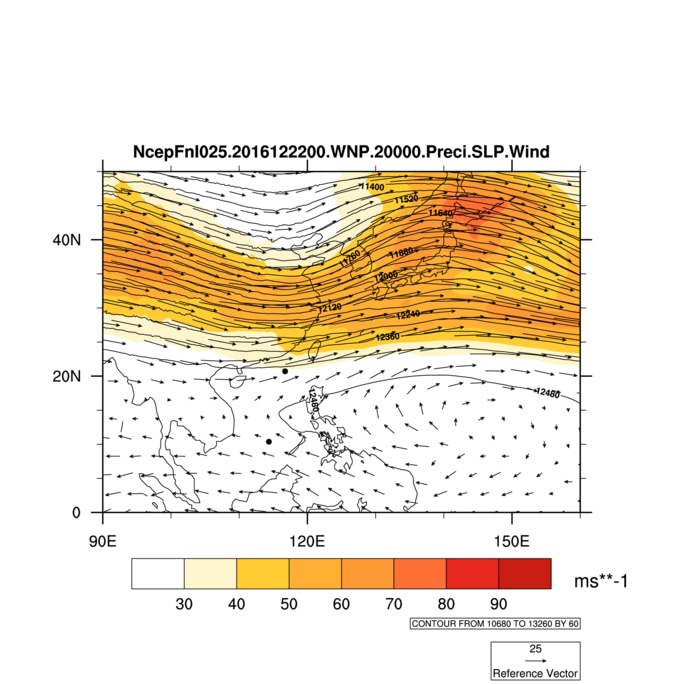 NcepFnl025.2016122200.WNP.20000.Preci.SLP.Wind
11400
11520
11640
40N
11760
11880
12000
12120
12240
12360
20N
12480
12480
0
90E 120E 150E
30 40 50 60 70 80 90
ms**-1
CONTOUR FROM 10680 TO 13260 BY 60
25
Reference Vector